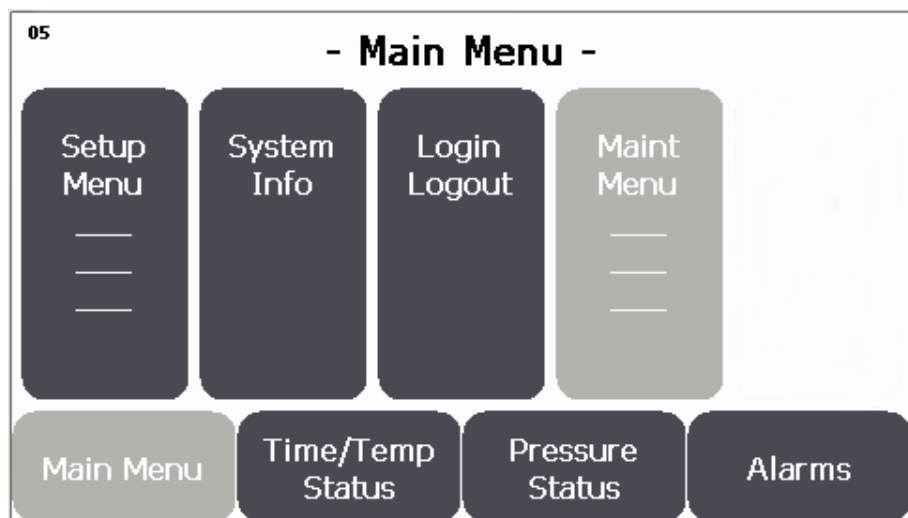 05
- Main Menu -
Setup
Menu
System
Info
Login
Logout
Maint
Menu
Main Menu
Time/Temp
Status
Pressure
Status
Alarms